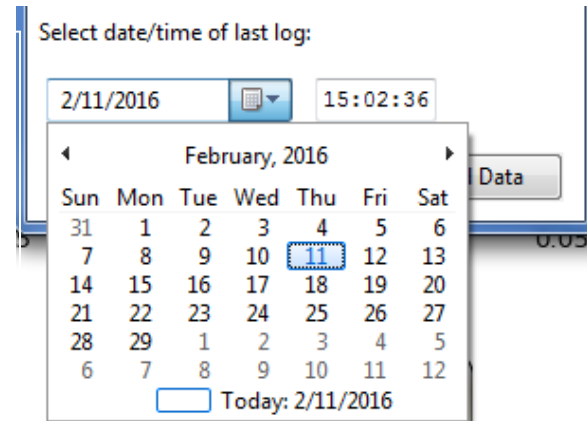 Select date/time of last log:
2/11/2016 15:02:36
February, 2016
Sun Mon Tue Wed Thu Fri Sat
31 1 2 3 4 5 6
7 8 9 10 11 12 13
14 15 16 17 18 19 20
21 22 23 24 25 26 27
28 29 1 2 3 4 5
6 7 8 9 10 11 12
Today: 2/11/2016
Data
0.05